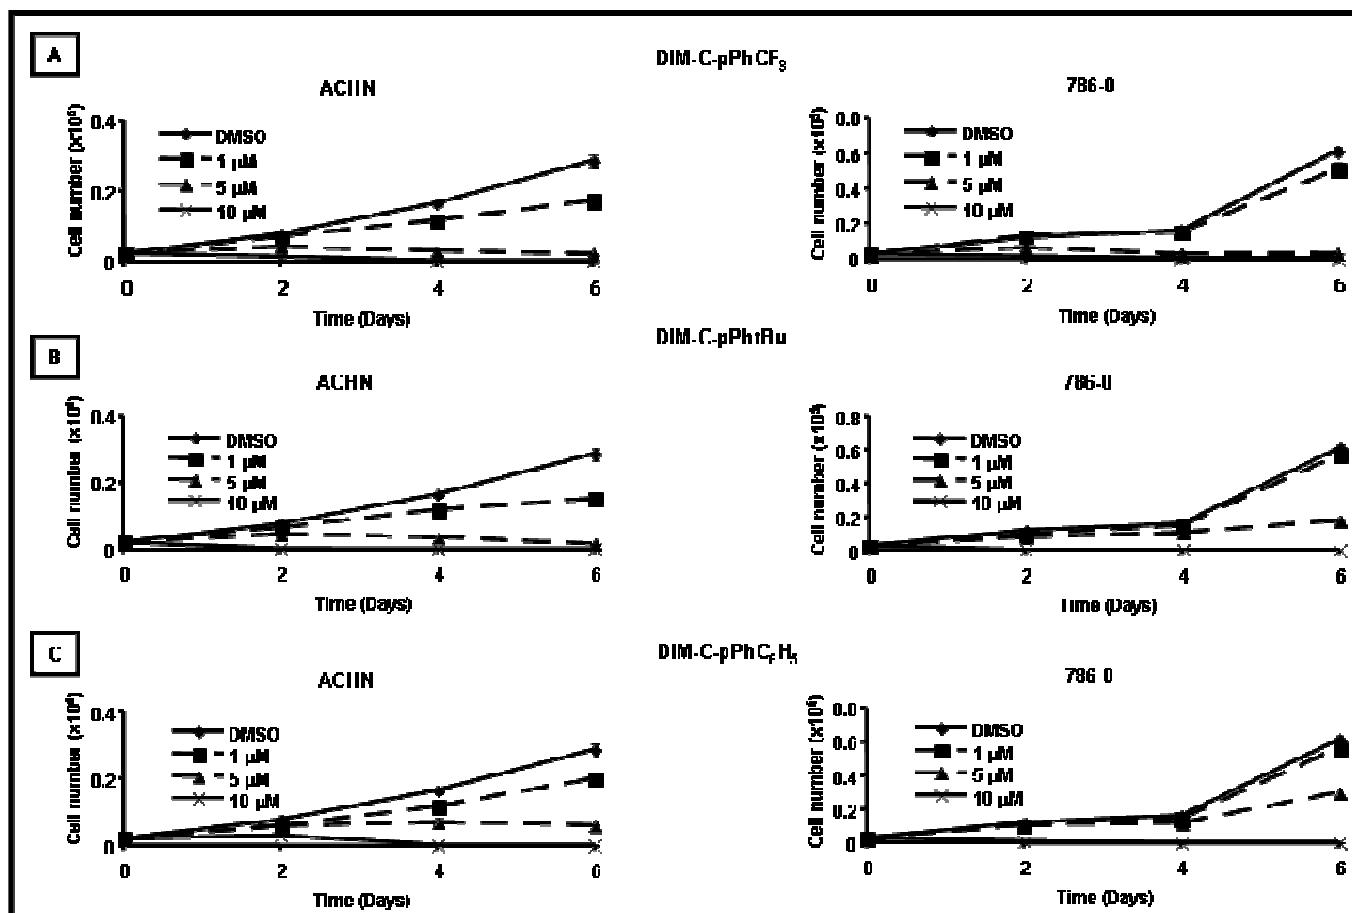 A
DIM-C-pPhCF3
ACHN
786-0
Cell number (x10⁶)
0.4
0.2
0
DMSO
1 µM
5 µM
10 µM
0 2 4 6
Time (Days)
Cell number (x10⁶)
0.8
0.6
0.4
0.2
0
DMSO
1 µM
5 µM
10 µM
0 2 4 6
Time (Days)
B
DIM-C-pPhtBu
ACHN
786-0
Cell number (x10⁶)
0.4
0.2
0
DMSO
1 µM
5 µM
10 µM
0 2 4 6
Time (Days)
Cell number (x10⁶)
0.8
0.6
0.4
0.2
0
DMSO
1 µM
5 µM
10 µM
0 2 4 6
Time (Days)
C
DIM-C-pPhC6H5
ACHN
786-0
Cell number (x10⁶)
0.4
0.2
0
DMSO
1 µM
5 µM
10 µM
0 2 4 6
Time (Days)
Cell number (x10⁶)
0.8
0.6
0.4
0.2
0
DMSO
1 µM
5 µM
10 µM
0 2 4 6
Time (Days)